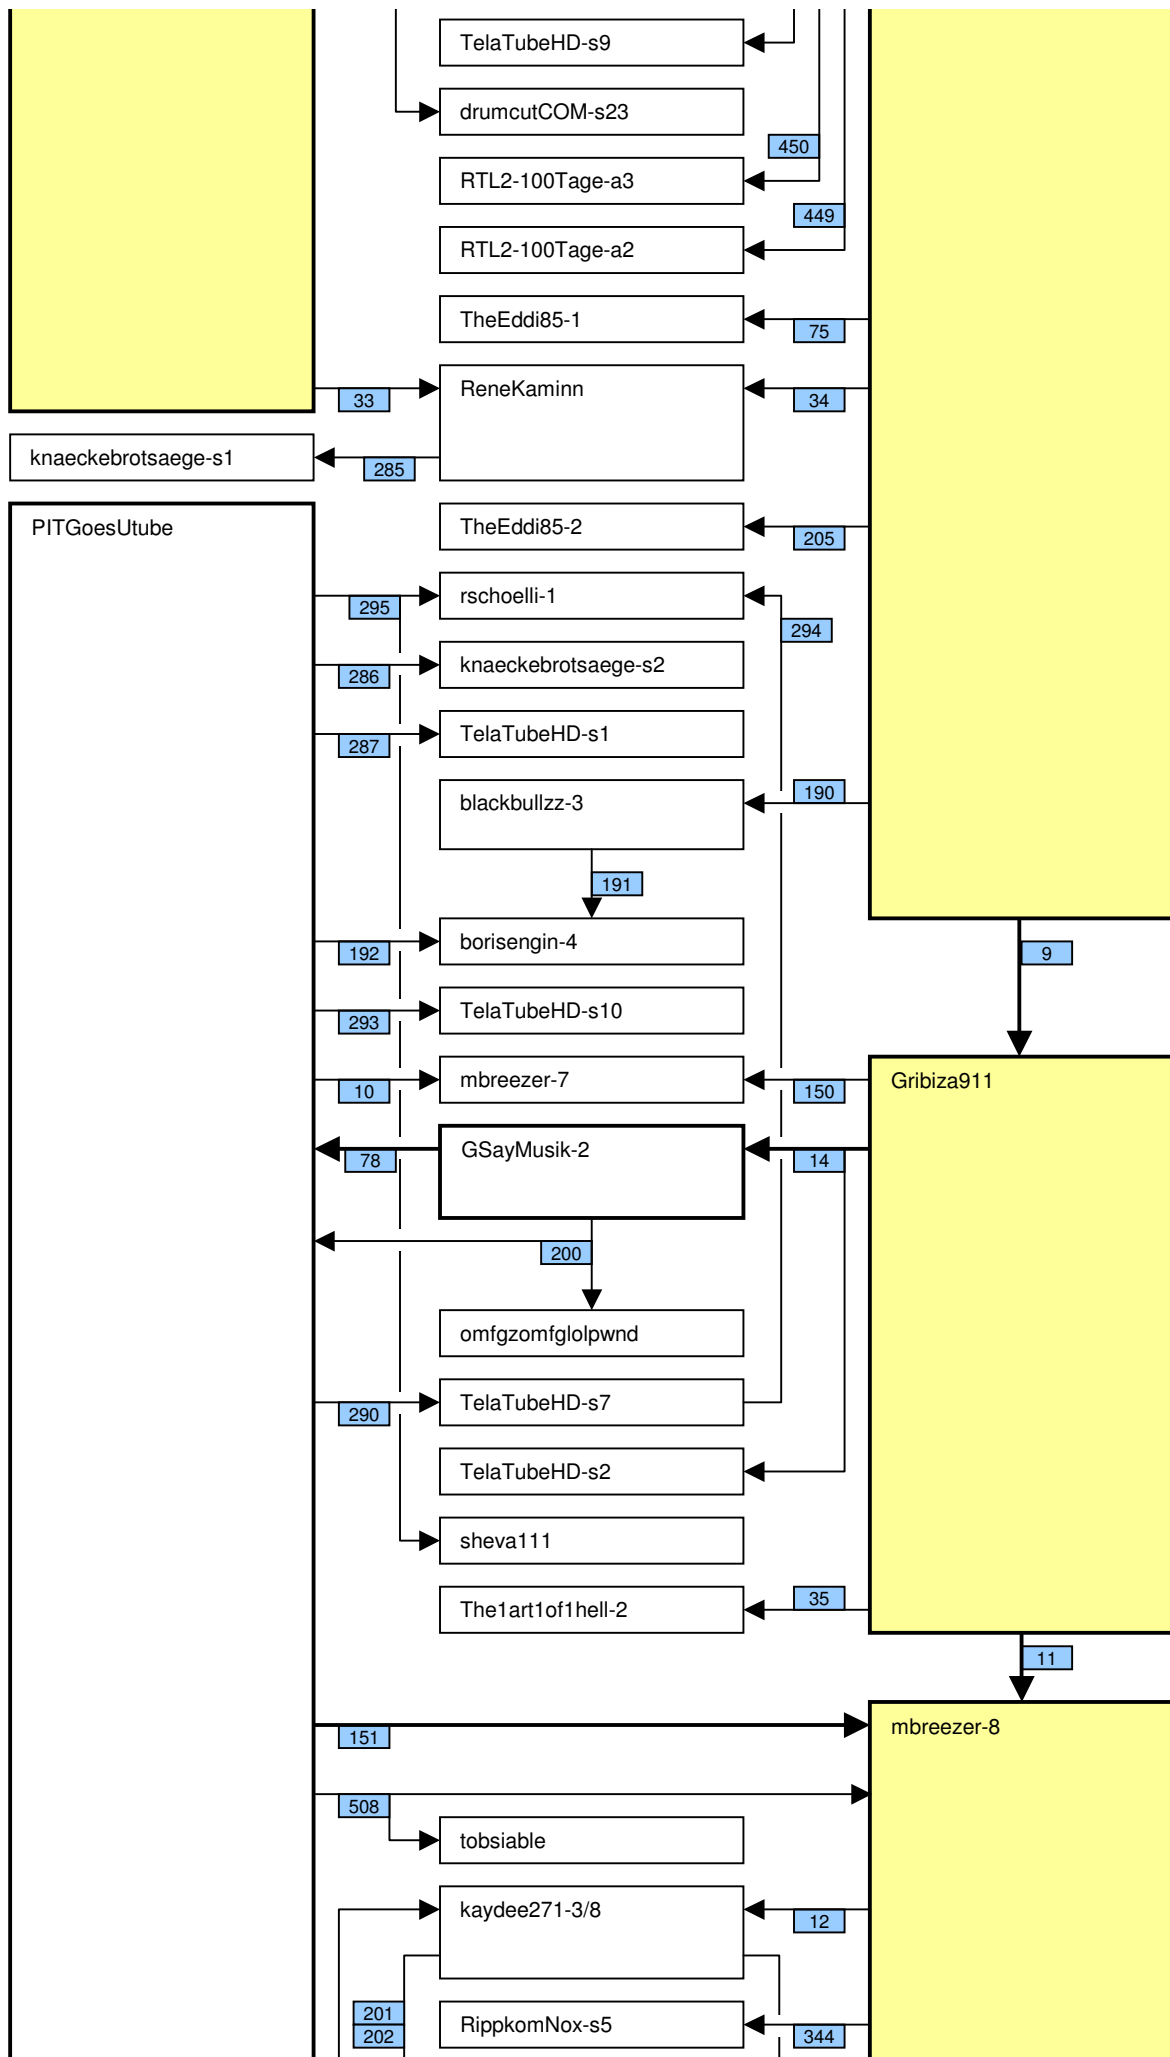 TelaTubeHD-s9
drumcutCOM-s23
450
RTL2-100Tage-a3
449
RTL2-100Tage-a2
TheEddi85-1
75
ReneKaminn
33
34
knaeckebrotsaege-s1
285
PITGoesUtube
TheEddi85-2
205
rschoelli-1
295
294
knaeckebrotsaege-s2
286
TelaTubeHD-s1
287
blackbullzz-3
190
191
borisengin-4
192
9
TelaTubeHD-s10
293
mbreezer-7
Gribiza911
10
150
GSayMusik-2
78
14
200
omfgzomfglolpwnd
TelaTubeHD-s7
290
TelaTubeHD-s2
sheva111
The1art1of1hell-2
35
11
mbreezer-8
151
508
tobsiable
kaydee271-3/8
12
201
RippkomNox-s5
202
344